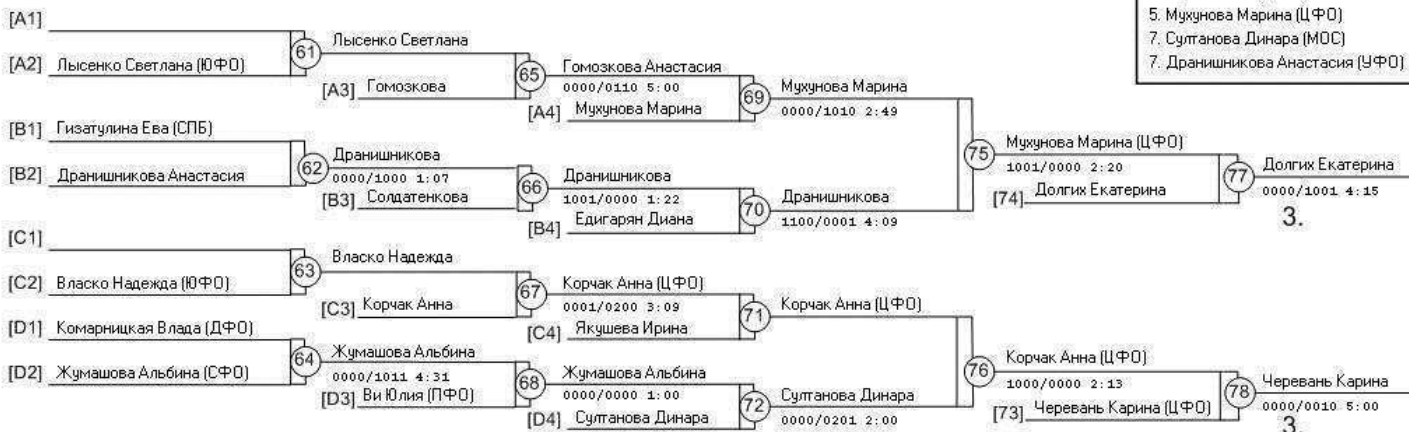 5. Мухунова Марина (ЦФО)
7. Султанова Динара (МОС)
7. Дранишникова Анастасия (УФО)
[A1]
[A2] Лысенко Светлана (ЮФО)
61
Лысенко Светлана
[A3] Гомозкова
65
Гомозкова Анастасия
0000/0110 5:00
[A4] Мухунова Марина
69
Мухунова Марина
0000/1010 2:49
[B1] Гизатулина Ева (СПБ)
[B2] Дранишникова Анастасия
62
Дранишникова
0000/1000 1:07
[B3] Солдатенкова
66
Дранишникова
1001/0000 1:22
[B4] Едигарян Диана
70
Дранишникова
1100/0001 4:09
75
Мухунова Марина (ЦФО)
1001/0000 2:20
[74] Долгих Екатерина
77
Долгих Екатерина
0000/1001 4:15
3.
[C1]
[C2] Власко Надежда (ЮФО)
63
Власко Надежда
[C3] Корчак Анна
67
Корчак Анна (ЦФО)
0001/0200 3:09
[C4] Якушева Ирина
71
Корчак Анна (ЦФО)
[D1] Комарницкая Влада (ДФО)
[D2] Жумашова Альбина (СФО)
64
Жумашова Альбина
0000/1011 4:31
[D3] Ви Юлия (ПФО)
68
Жумашова Альбина
0000/0000 1:00
[D4] Султанова Динара
72
Султанова Динара
0000/0201 2:00
76
Корчак Анна (ЦФО)
1000/0000 2:13
[73] Черевань Карина (ЦФО)
78
Черевань Карина
0000/0010 5:00
3.